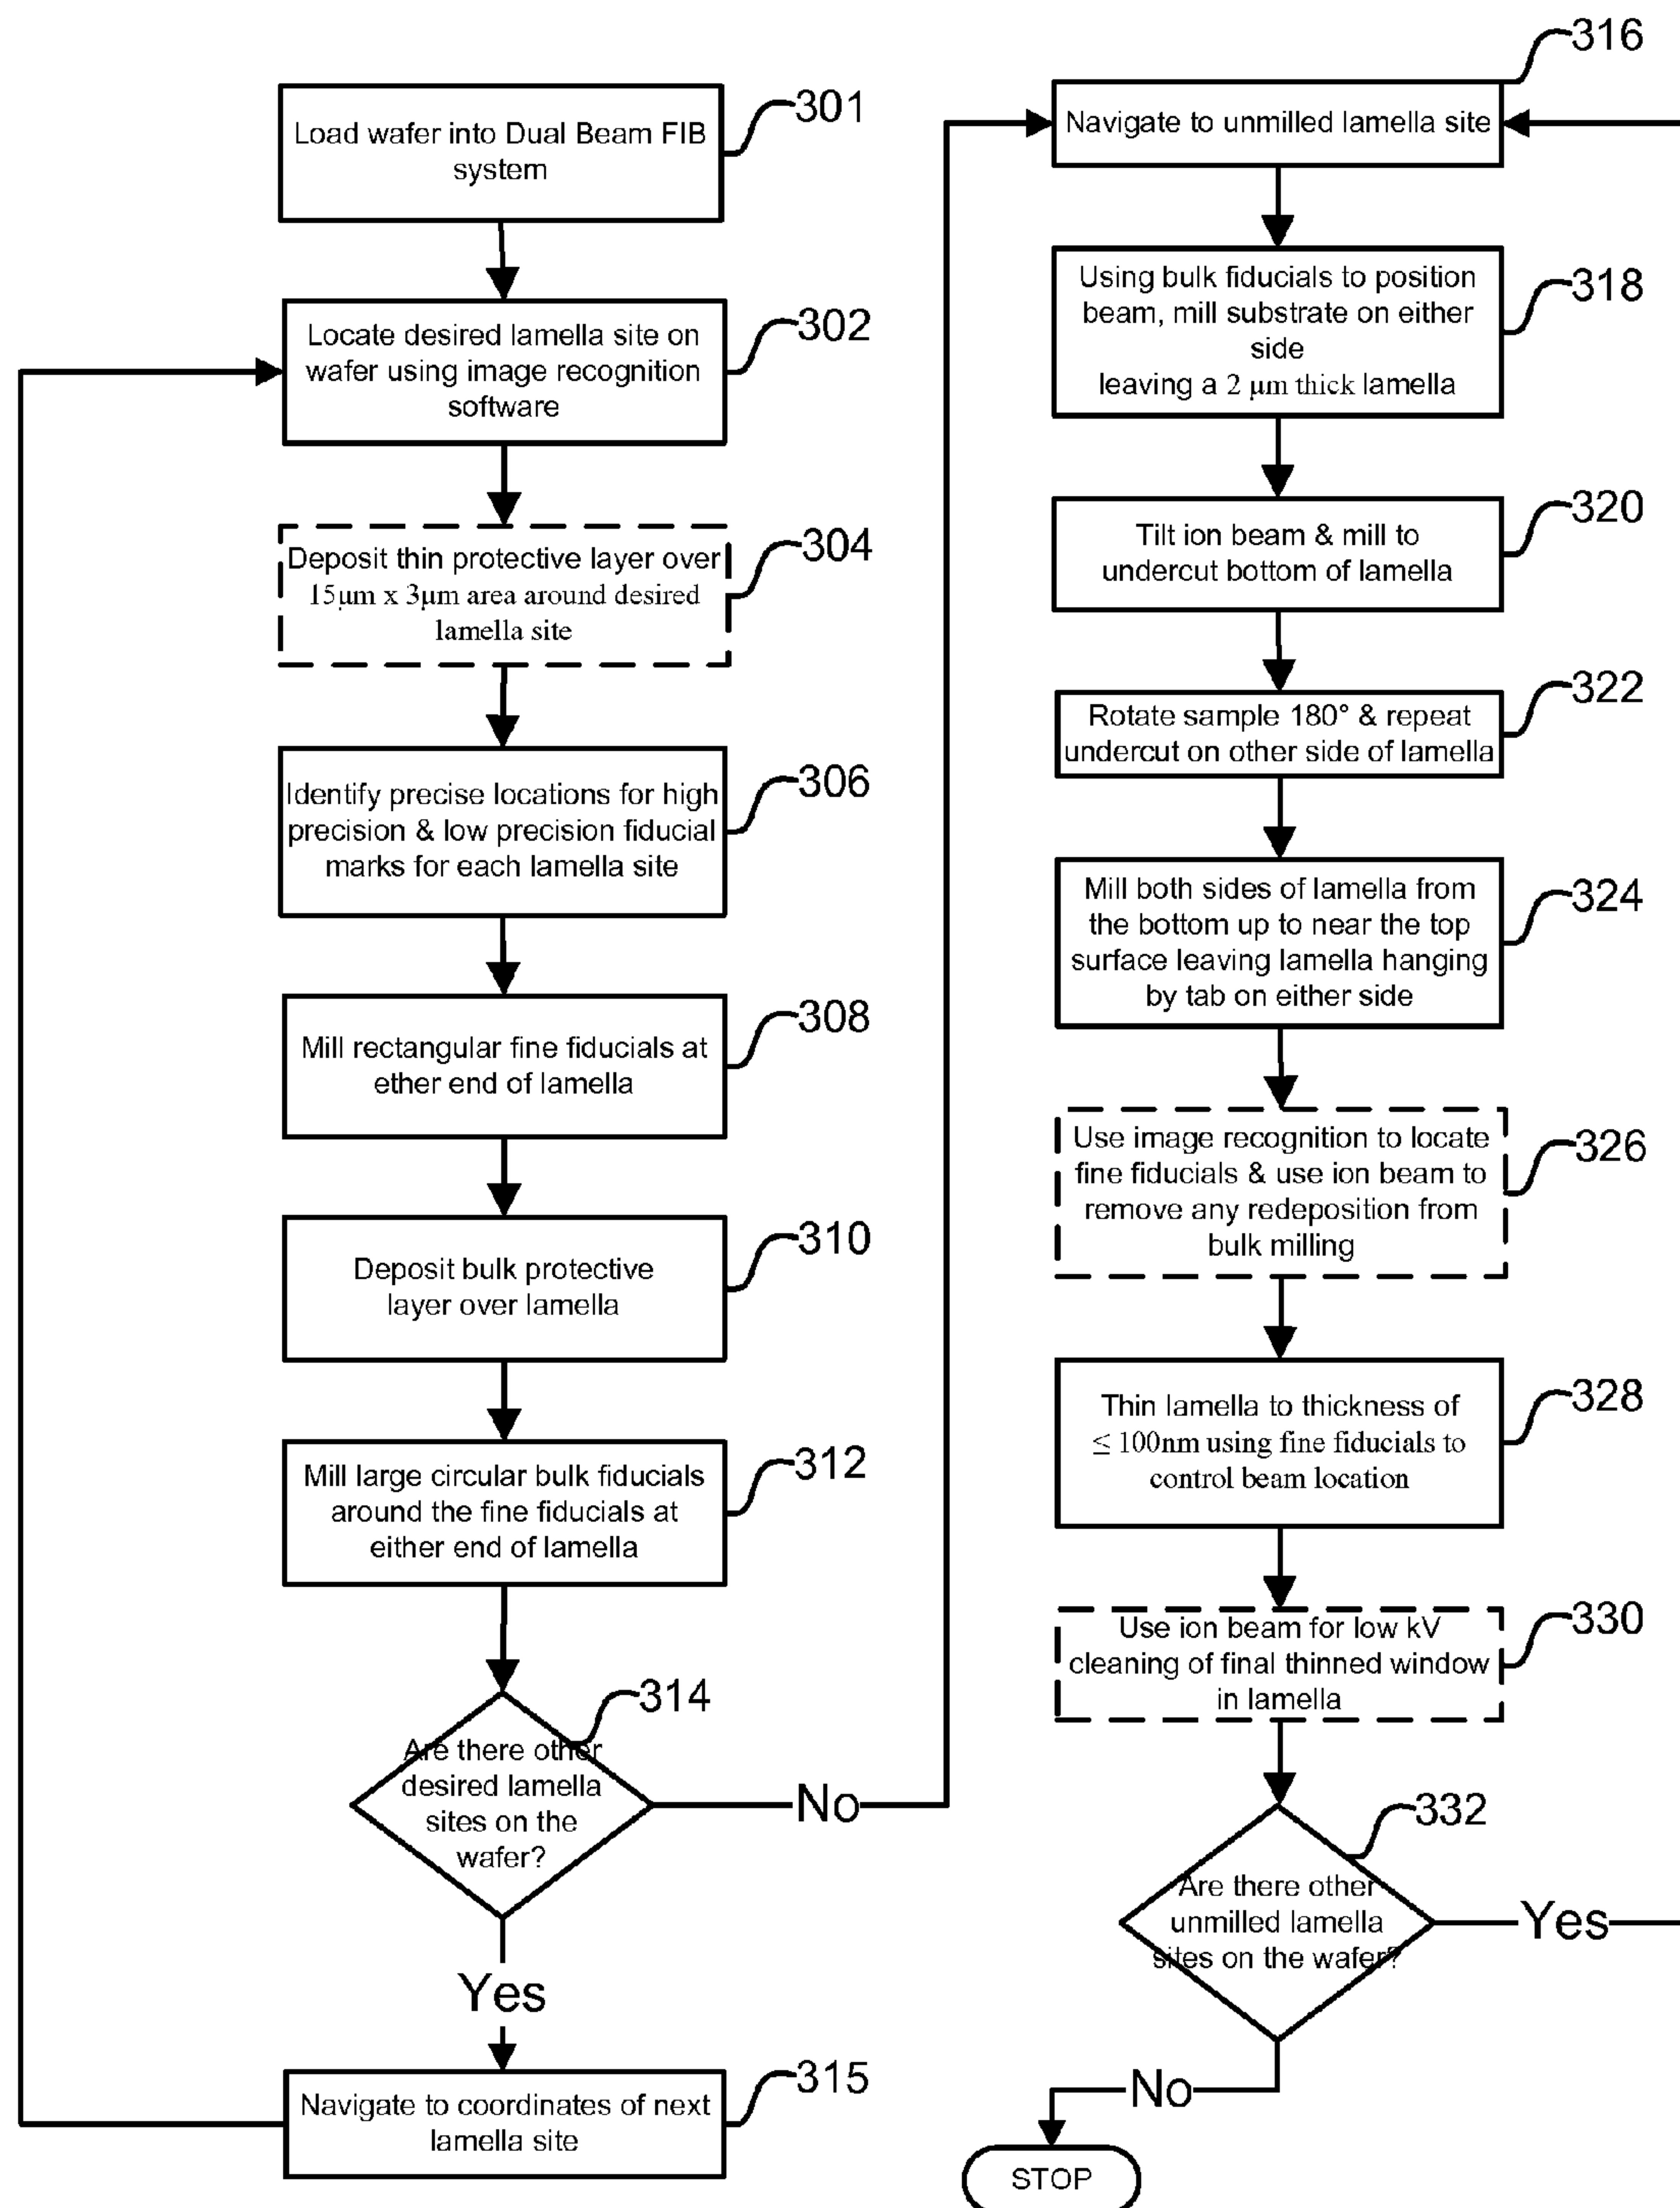 301
Load wafer into Dual Beam FIB
system
302
Locate desired lamella site on
wafer using image recognition
software
304
Deposit thin protective layer over
15μm x 3μm area around desired
lamella site
306
Identify precise locations for high
precision & low precision fiducial
marks for each lamella site
308
Mill rectangular fine fiducials at
ether end of lamella
310
Deposit bulk protective
layer over lamella
312
Mill large circular bulk fiducials
around the fine fiducials at
either end of lamella
314
Are there other
desired lamella
sites on the
wafer?
No
Yes
315
Navigate to coordinates of next
lamella site
316
Navigate to unmilled lamella site
318
Using bulk fiducials to position
beam, mill substrate on either
side
leaving a 2 μm thick lamella
320
Tilt ion beam & mill to
undercut bottom of lamella
322
Rotate sample 180° & repeat
undercut on other side of lamella
324
Mill both sides of lamella from
the bottom up to near the top
surface leaving lamella hanging
by tab on either side
326
Use image recognition to locate
fine fiducials & use ion beam to
remove any redeposition from
bulk milling
328
Thin lamella to thickness of
≤ 100nm using fine fiducials to
control beam location
330
Use ion beam for low kV
cleaning of final thinned window
in lamella
332
Are there other
unmilled lamella
sites on the wafer?
Yes
No
STOP